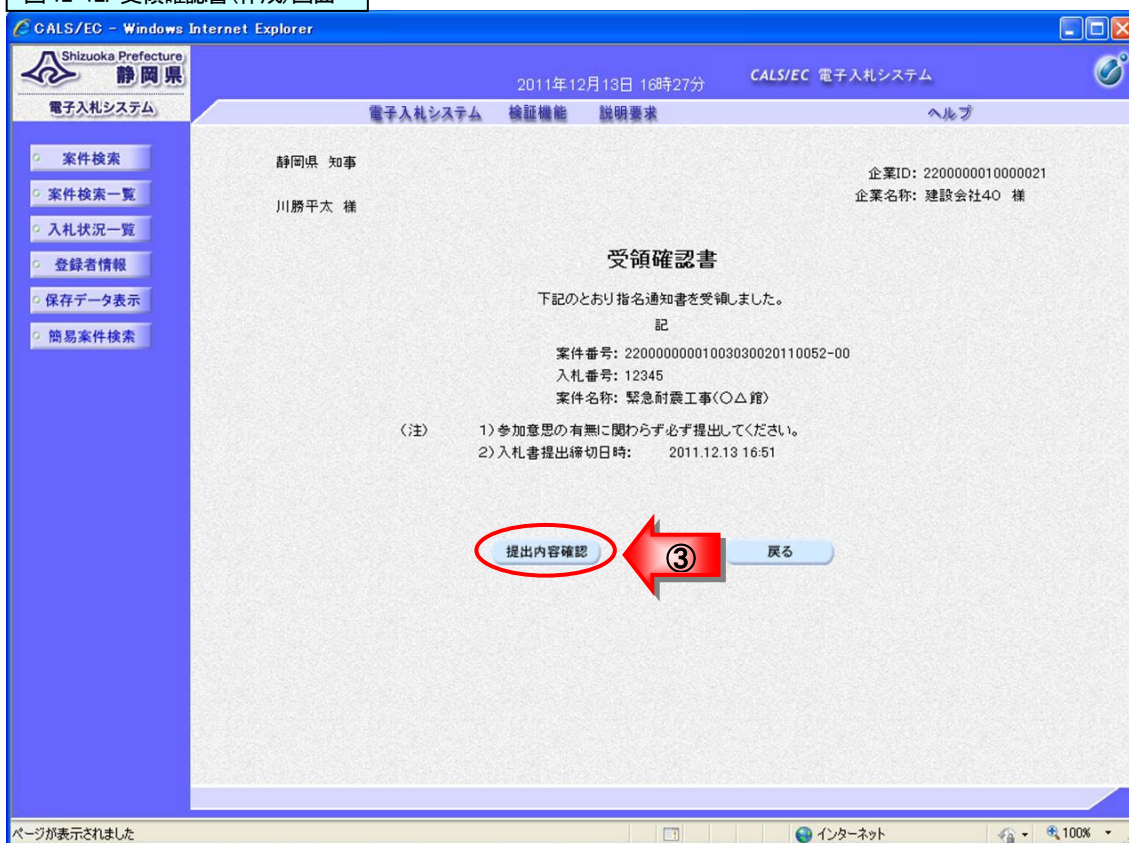 図12-12. 受領確認書(作成)画面
CALS/EC - Windows Internet Explorer
Shizuoka Prefecture
静岡県
電子入札システム
2011年12月13日 16時27分
CALS/EC 電子入札システム
電子入札システム 検証機能 説明要求 ヘルプ
案件検索
案件検索一覧
入札状況一覧
登録者情報
保存データ表示
簡易案件検索
静岡県 知事
川勝平太 様
企業ID: 2200000010000021
企業名称: 建設会社40 様
受領確認書
下記のとおり指名通知書を受領しました。
記
案件番号: 22000000001003030020110052-00
入札番号: 12345
案件名称: 緊急耐震工事(〇△館)
(注) 1)参加意思の有無に関わらず必ず提出してください。
2)入札書提出締切日時: 2011.12.13 16:51
提出内容確認 ③ 戻る
ページが表示されました インターネット 100%